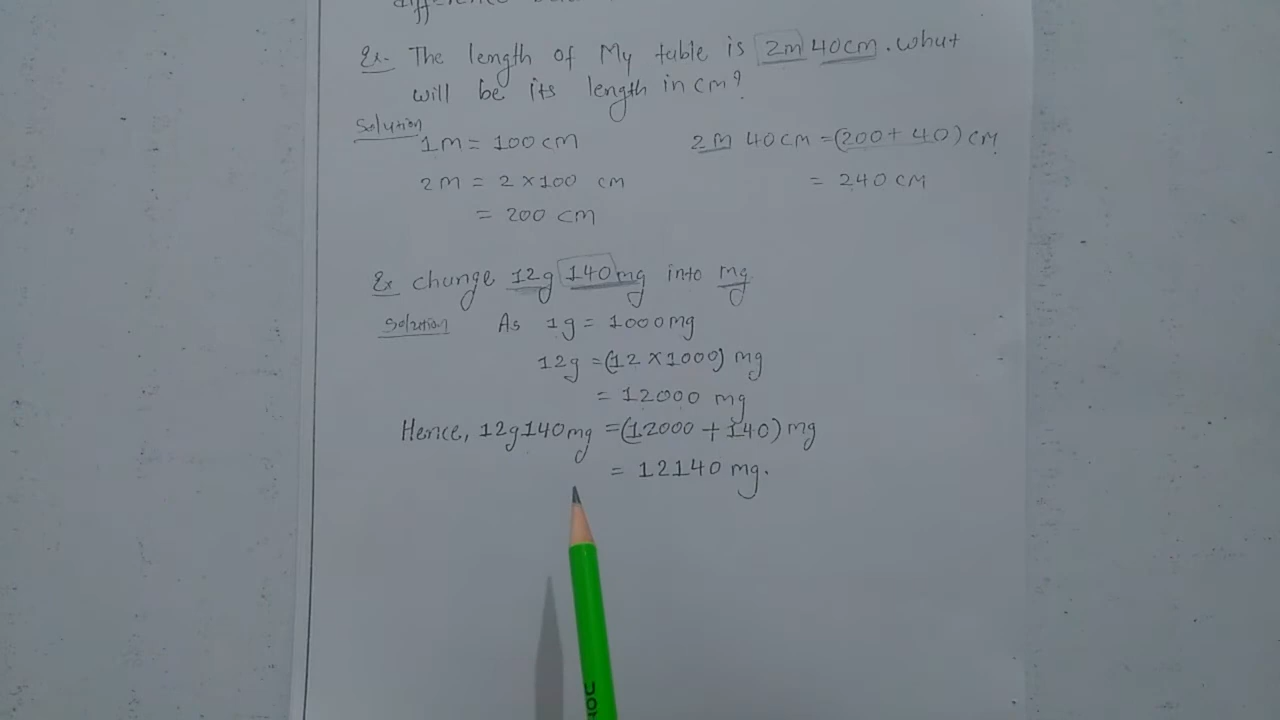 Ex. The length of My table is 2m 40cm. What
will be its length in cm?
Solution
1m = 100 cm
2m = 2 × 100 cm
= 200 cm
2m 40cm = (200 + 40) cm
= 240 cm
Ex change 12g 140mg into mg
Solution As 1g = 1000mg
12g = (12 × 1000) mg
= 12000 mg
Hence, 12g140mg = (12000 + 140) mg
= 12140 mg.